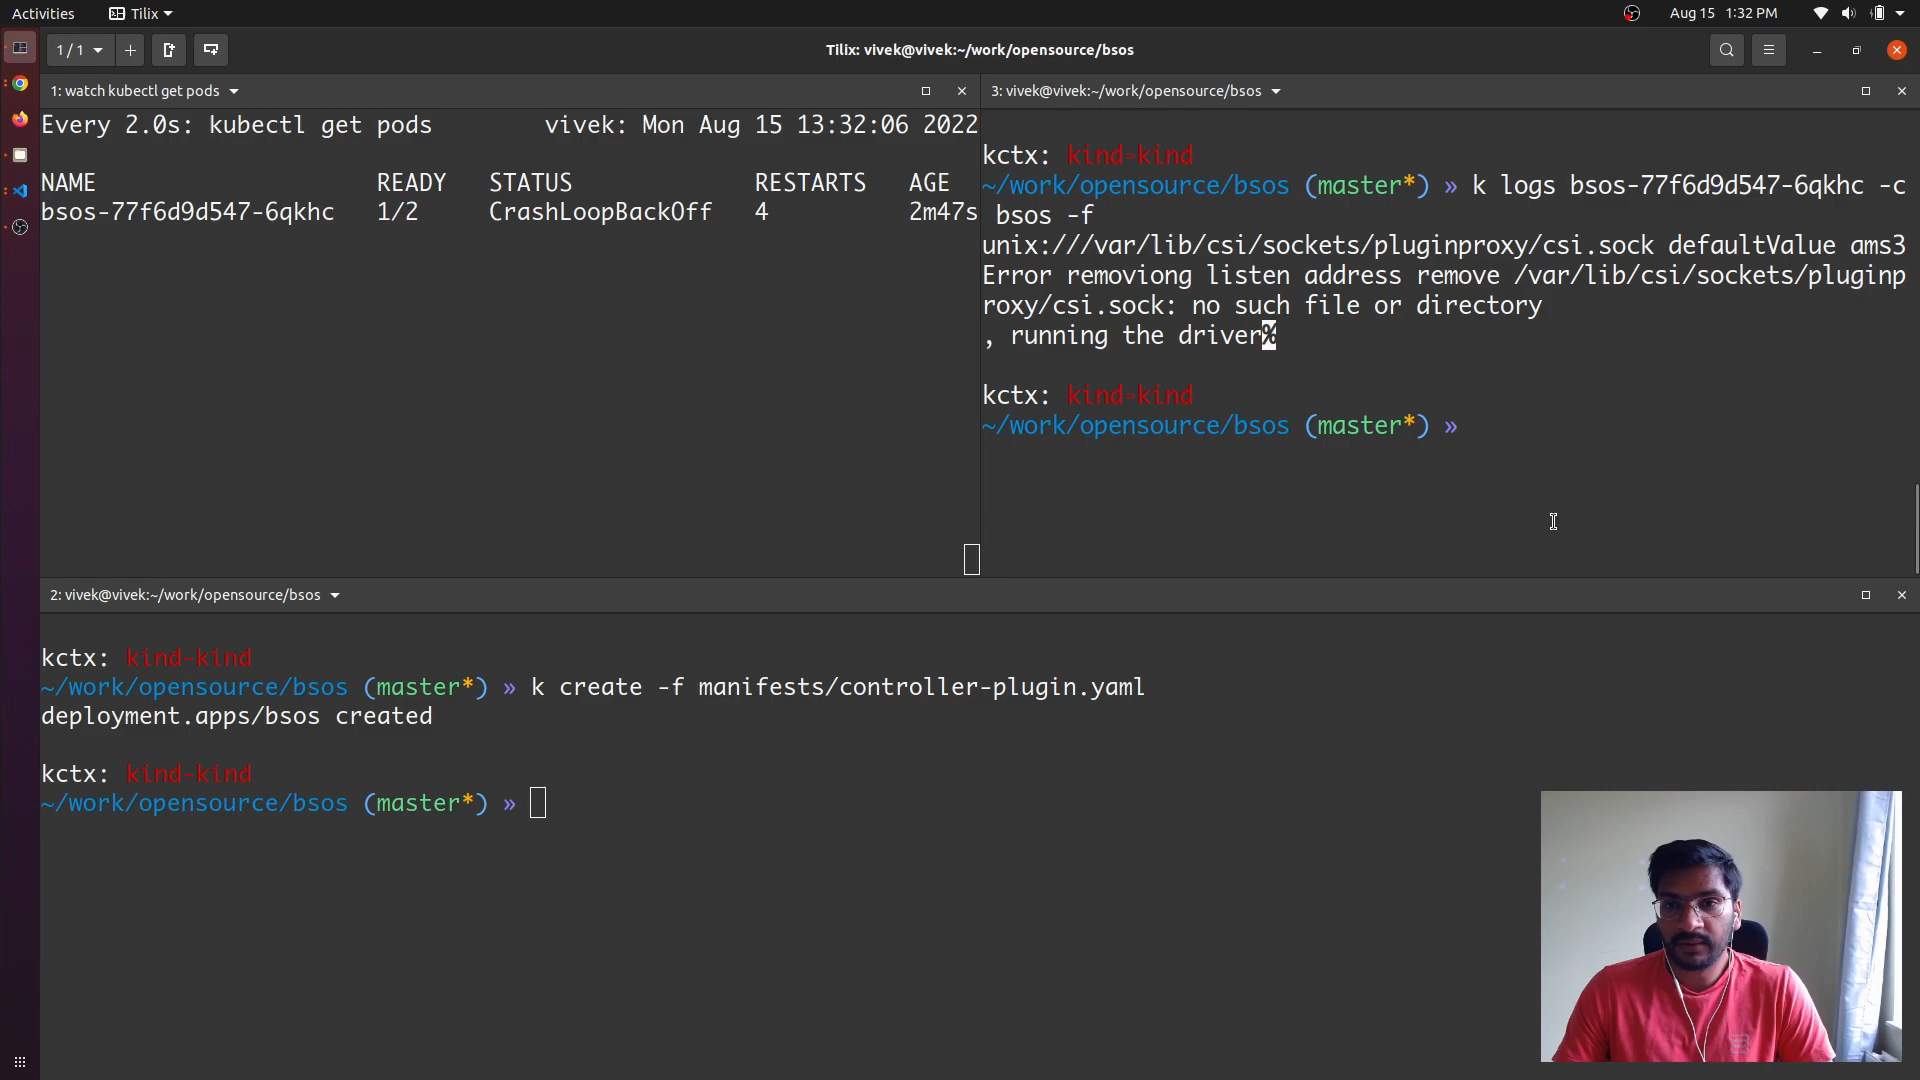 Activities
Tilix
Aug 15 1:32 PM
1 / 1
Tilix: vivek@vivek:~/work/opensource/bsos
1: watch kubectl get pods
Every 2.0s: kubectl get pods vivek: Mon Aug 15 13:32:06 2022
NAME READY STATUS RESTARTS AGE
bsos-77f6d9d547-6qkhc 1/2 CrashLoopBackOff 4 2m47s
3: vivek@vivek:~/work/opensource/bsos
kctx: kind-kind
~/work/opensource/bsos (master*) » k logs bsos-77f6d9d547-6qkhc -c
bsos -f
unix:///var/lib/csi/sockets/pluginproxy/csi.sock defaultValue ams3
Error removiong listen address remove /var/lib/csi/sockets/pluginp
roxy/csi.sock: no such file or directory
, running the driver%
kctx: kind-kind
~/work/opensource/bsos (master*) »
2: vivek@vivek:~/work/opensource/bsos
kctx: kind-kind
~/work/opensource/bsos (master*) » k create -f manifests/controller-plugin.yaml
deployment.apps/bsos created
kctx: kind-kind
~/work/opensource/bsos (master*) »